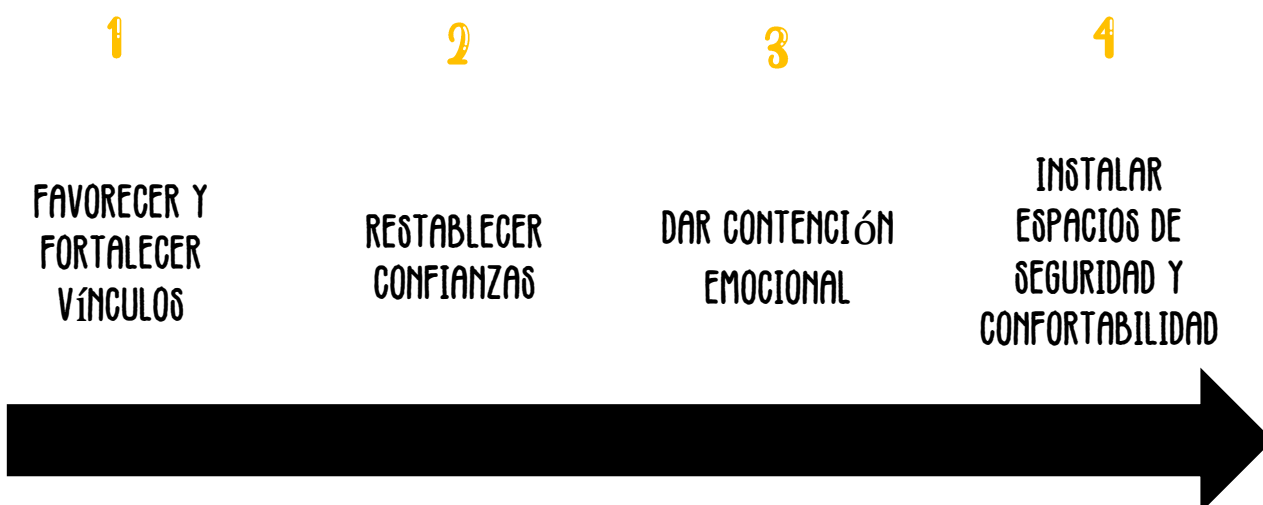 1
FAVORECER Y
FORTALECER
VÍNCULOS
2
RESTABLECER
CONFIANZAS
3
DAR CONTENCIÓN
EMOCIONAL
4
INSTALAR
ESPACIOS DE
SEGURIDAD Y
CONFORTABILIDAD